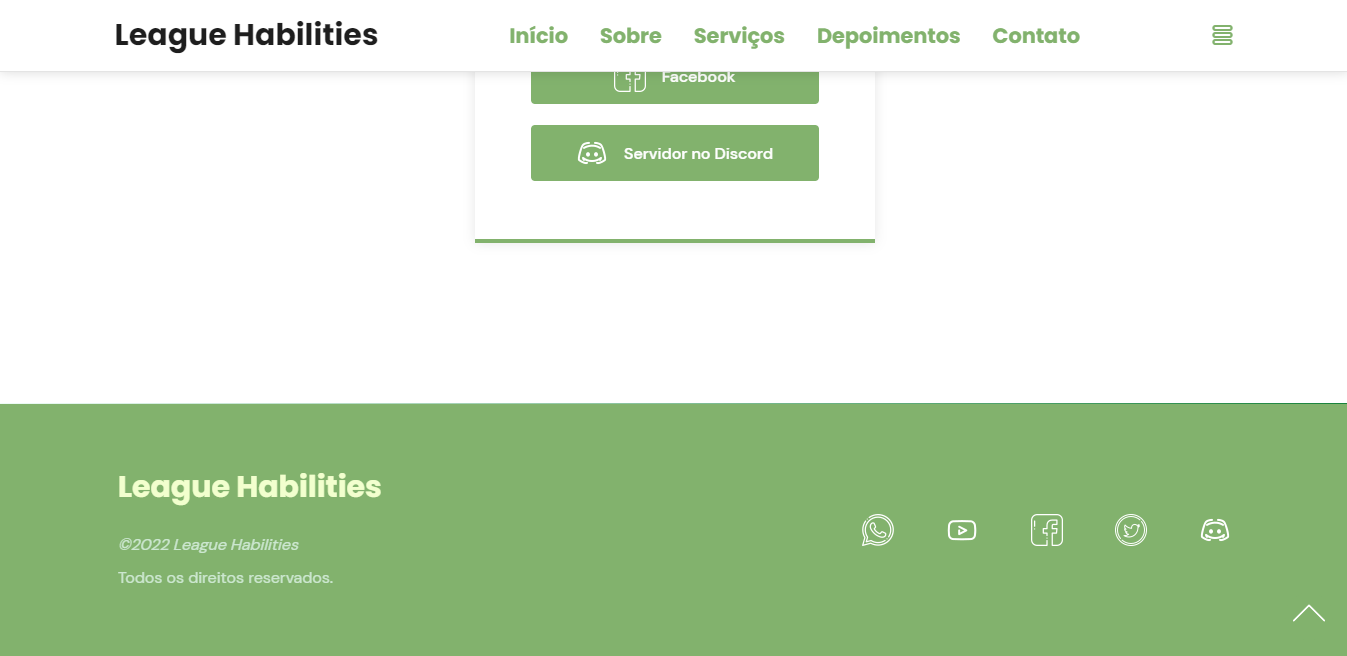 League Habilities
Início Sobre Serviços Depoimentos Contato
Facebook
Servidor no Discord
League Habilities
©2022 League Habilities
Todos os direitos reservados.